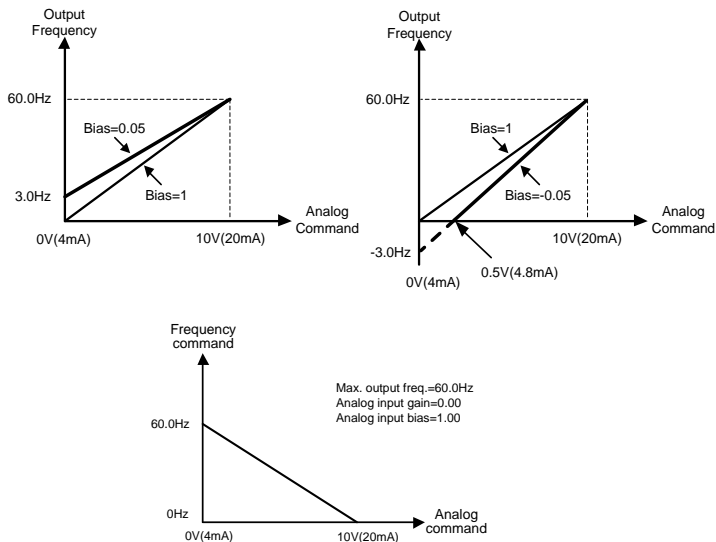 Output
Frequency
60.0Hz
Bias=0.05
Bias=1
3.0Hz
0V(4mA)
10V(20mA)
Analog
Command
Output
Frequency
60.0Hz
Bias=1
Bias=-0.05
Analog
Command
10V(20mA)
-3.0Hz
0.5V(4.8mA)
0V(4mA)
Frequency
command
Max. output freq.=60.0Hz
Analog input gain=0.00
Analog input bias=1.00
60.0Hz
0Hz
0V(4mA)
10V(20mA)
Analog
command